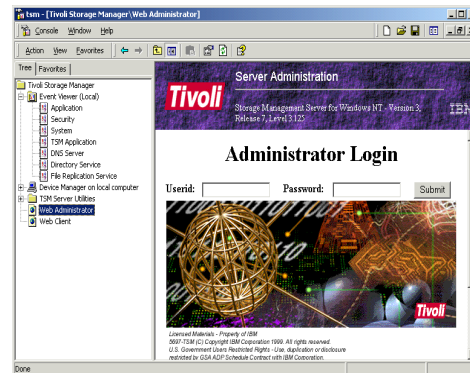 tsm - [Tivoli Storage Manager\Web Administrator]
Console Window Help
Action View Favorites
Tree Favorites
Tivoli Storage Manager
Event Viewer (Local)
Application
Security
System
TSM Application
DNS Server
Directory Service
File Replication Service
Device Manager on local computer
TSM Server Utilities
Web Administrator
Web Client
Server Administration
Tivoli
Storage Management Server for Windows NT - Version 3,
Release 7, Level 3.125
IBM
Administrator Login
Userid: Password: Submit
Tivoli
Licensed Materials - Property of IBM
5697-TSM (C) Copyright IBM Corporation 1999. All rights reserved.
U.S. Government Users Restricted Rights - Use, duplication or disclosure
restricted by GSA ADP Schedule Contract with IBM Corporation.
Done